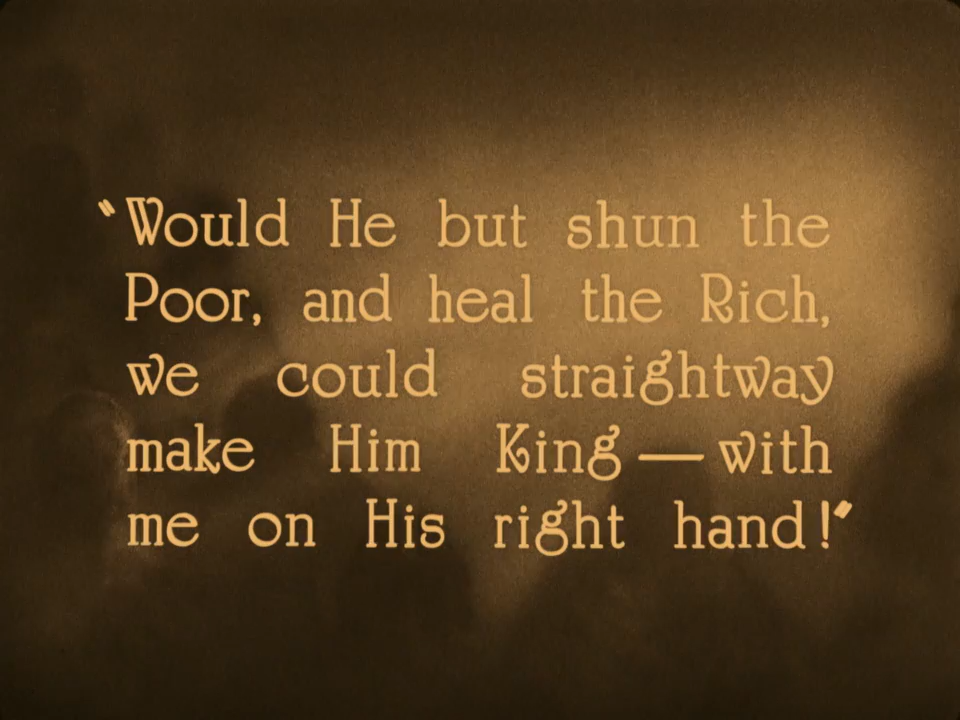 "Would He but shun the
Poor, and heal the Rich,
we could straightway
make Him King — with
me on His right hand!"